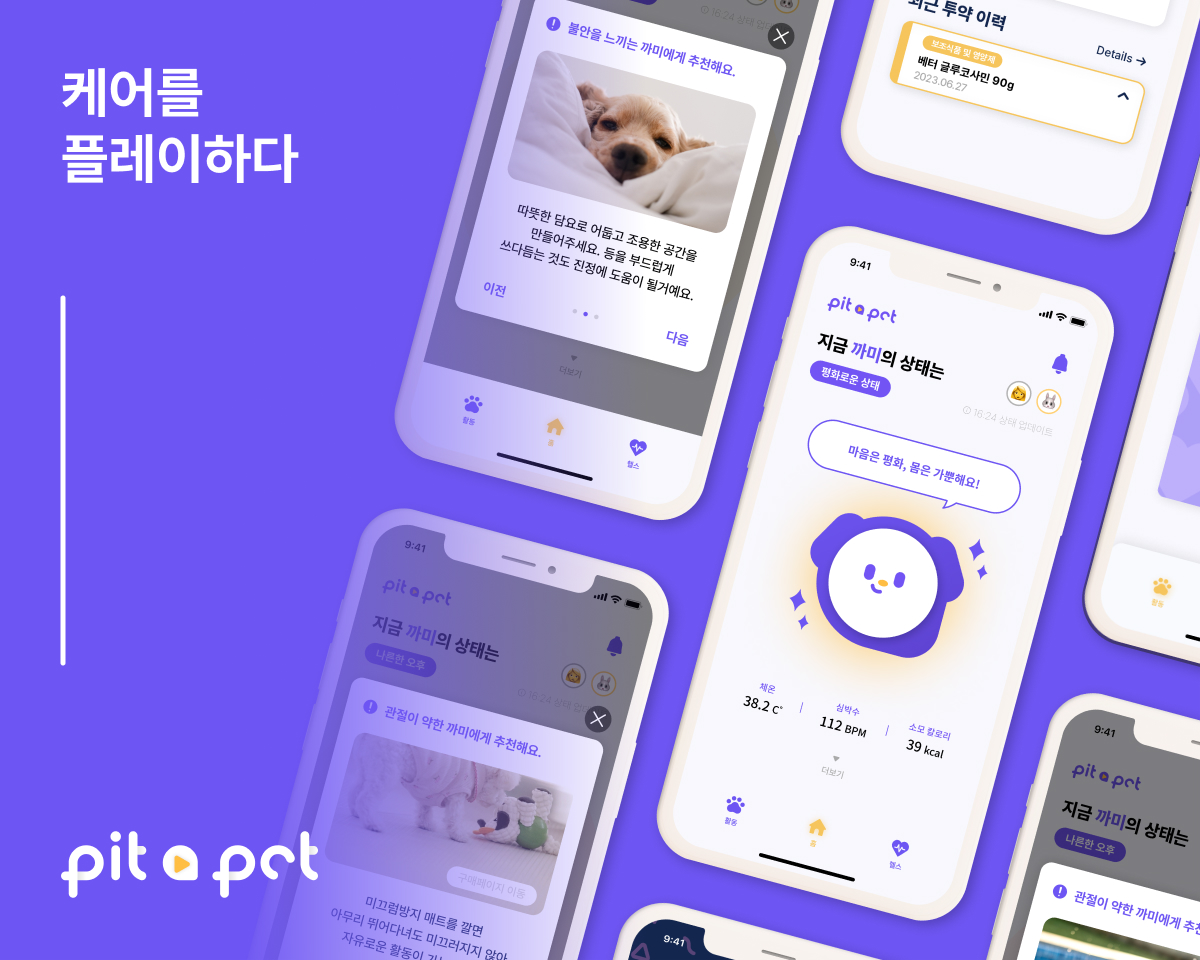 케어를
플레이하다
pit a pet
불안을 느끼는 까미에게 추천해요.
따뜻한 담요로 어둡고 조용한 공간을
만들어주세요. 등을 부드럽게
쓰다듬는 것도 진정에 도움이 될거예요.
이전
다음
더보기
활동
홈
헬스
최근 투약 이력
Details →
보조식품 및 영양제
베터 글루코사민 90g
2023.06.27
9:41
pit a pet
지금 까미의 상태는
평화로운 상태
16:24 상태 업데이트
마음은 평화, 몸은 가뿐해요!
체온
38.2 C°
심박수
112 BPM
소모 칼로리
39 kcal
더보기
활동
홈
헬스
9:41
pit a pet
지금 까미의 상태는
나른한 오후
16:24 상태 업
관절이 약한 까미에게 추천해요.
구매페이지 이동
미끄럼방지 매트를 깔면
아무리 뛰어다녀도 미끄러지지 않아
자유로운 활동이
활동
9:41
pit a pet
지금 까미의 상태는
나른한 오후
관절이 약한 까미에게 추천
9:41